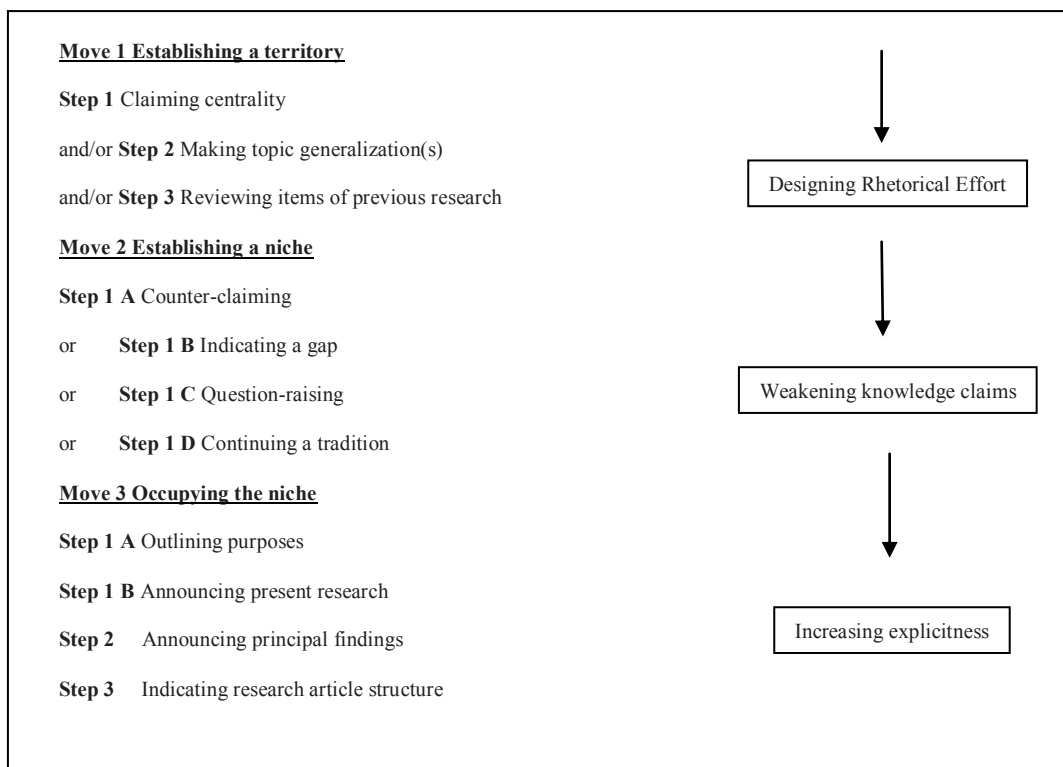 Move 1 Establishing a territory
Step 1 Claiming centrality
and/or Step 2 Making topic generalization(s)
and/or Step 3 Reviewing items of previous research
Move 2 Establishing a niche
Step 1 A Counter-claiming
or Step 1 B Indicating a gap
or Step 1 C Question-raising
or Step 1 D Continuing a tradition
Move 3 Occupying the niche
Step 1 A Outlining purposes
Step 1 B Announcing present research
Step 2 Announcing principal findings
Step 3 Indicating research article structure
Designing Rhetorical Effort
Weakening knowledge claims
Increasing explicitness